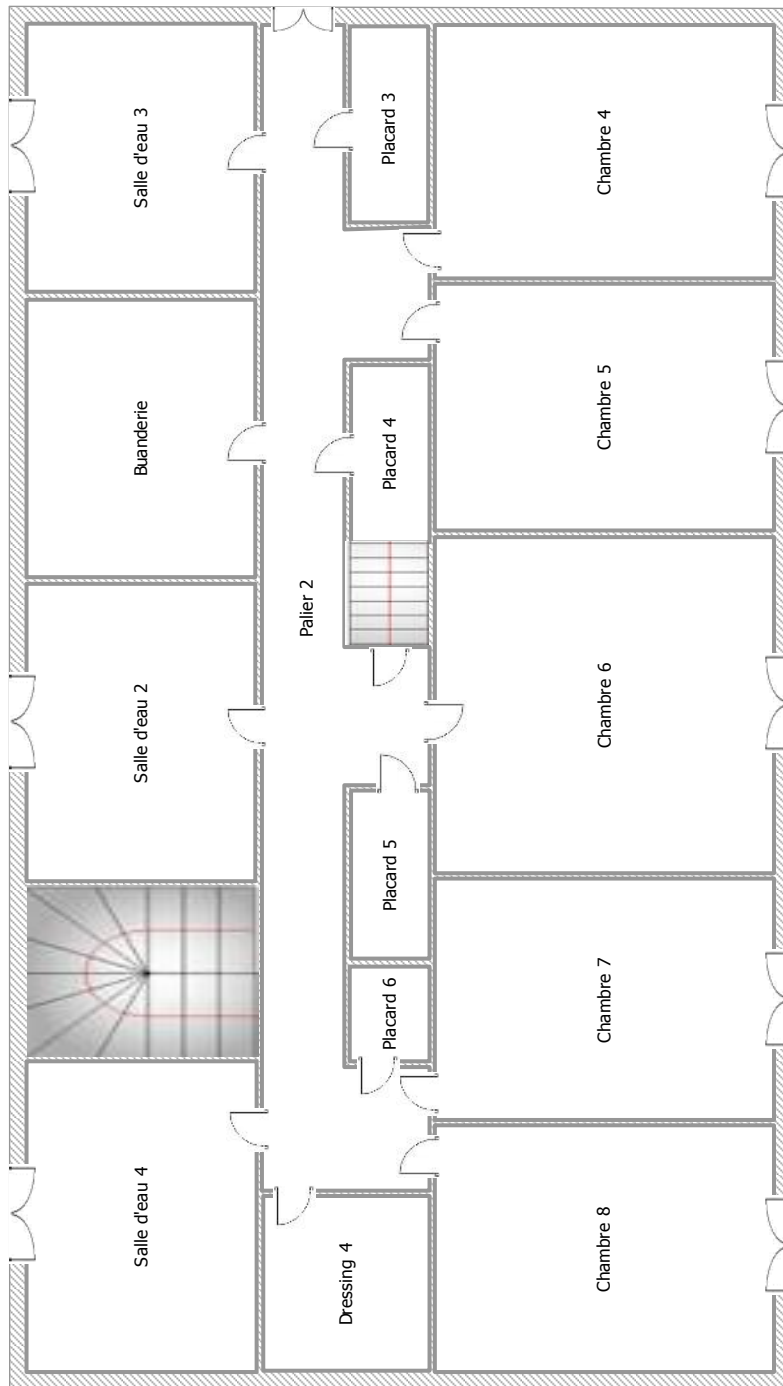 Salle d'eau 4
Salle d'eau 2
Buanderie
Salle d'eau 3
Dressing 4
Palier 2
Placard 6
Placard 5
Placard 4
Placard 3
Chambre 8
Chambre 7
Chambre 6
Chambre 5
Chambre 4